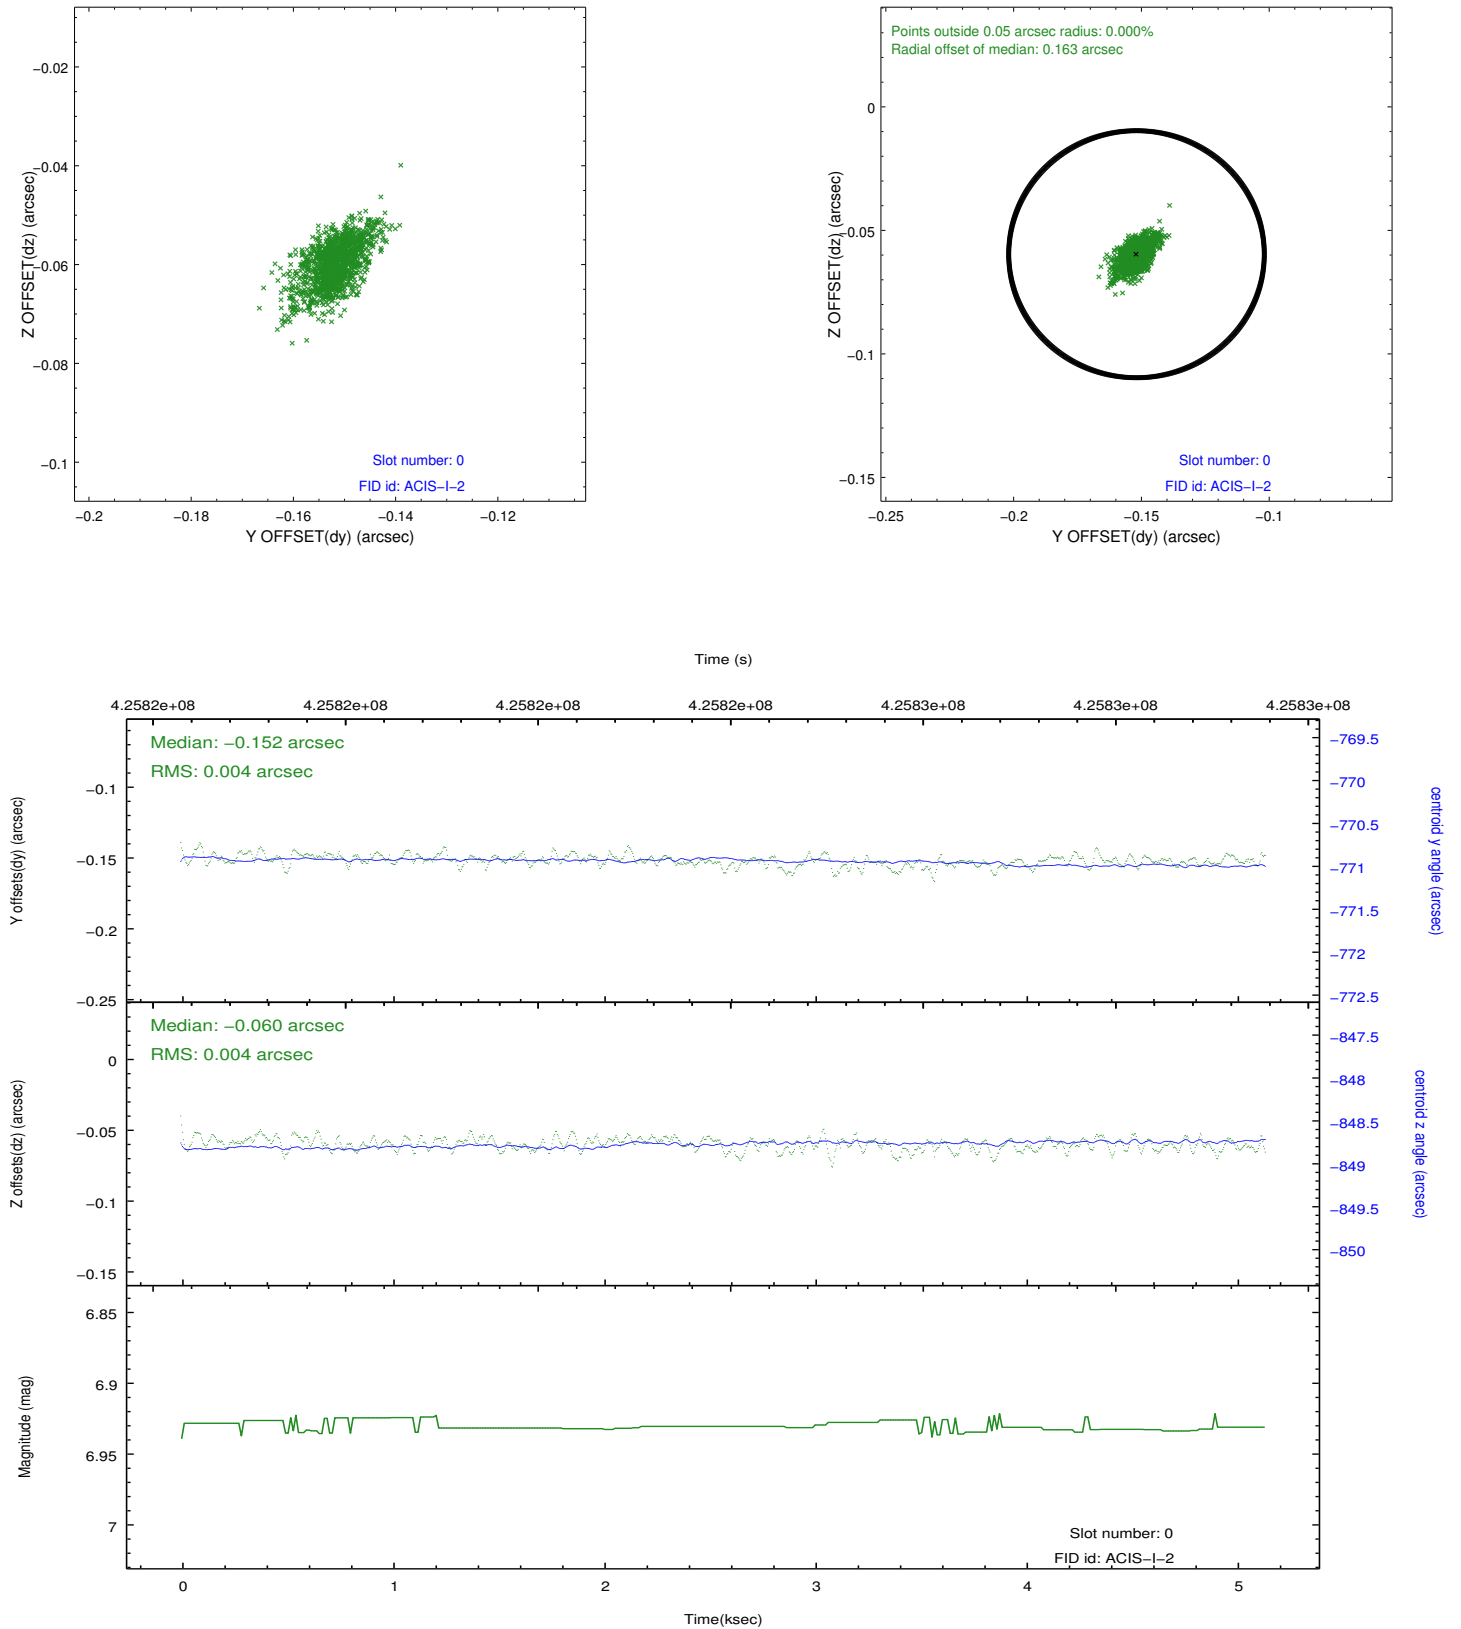 −0.02
−0.04
−0.06
−0.08
−0.1
Z OFFSET(dz) (arcsec)
Slot number: 0
FID id: ACIS−I−2
−0.2 −0.18 −0.16 −0.14 −0.12
Y OFFSET(dy) (arcsec)
Points outside 0.05 arcsec radius: 0.000%
Radial offset of median: 0.163 arcsec
0
−0.05
−0.1
−0.15
Z OFFSET(dz) (arcsec)
Slot number: 0
FID id: ACIS−I−2
−0.25 −0.2 −0.15 −0.1
Y OFFSET(dy) (arcsec)
Time (s)
4.2582e+08 4.2582e+08 4.2582e+08 4.2582e+08 4.2583e+08 4.2583e+08 4.2583e+08
Median: −0.152 arcsec
RMS: 0.004 arcsec
−0.1
−0.15
−0.2
−0.25
Y offsets(dy) (arcsec)
−769.5
−770
−770.5
−771
−771.5
−772
−772.5
centroid y angle (arcsec)
Median: −0.060 arcsec
RMS: 0.004 arcsec
0
−0.05
−0.1
−0.15
Z offsets(dz) (arcsec)
−847.5
−848
−848.5
−849
−849.5
−850
centroid z angle (arcsec)
6.85
6.9
6.95
7
Magnitude (mag)
Slot number: 0
FID id: ACIS−I−2
0 1 2 3 4 5
Time(ksec)